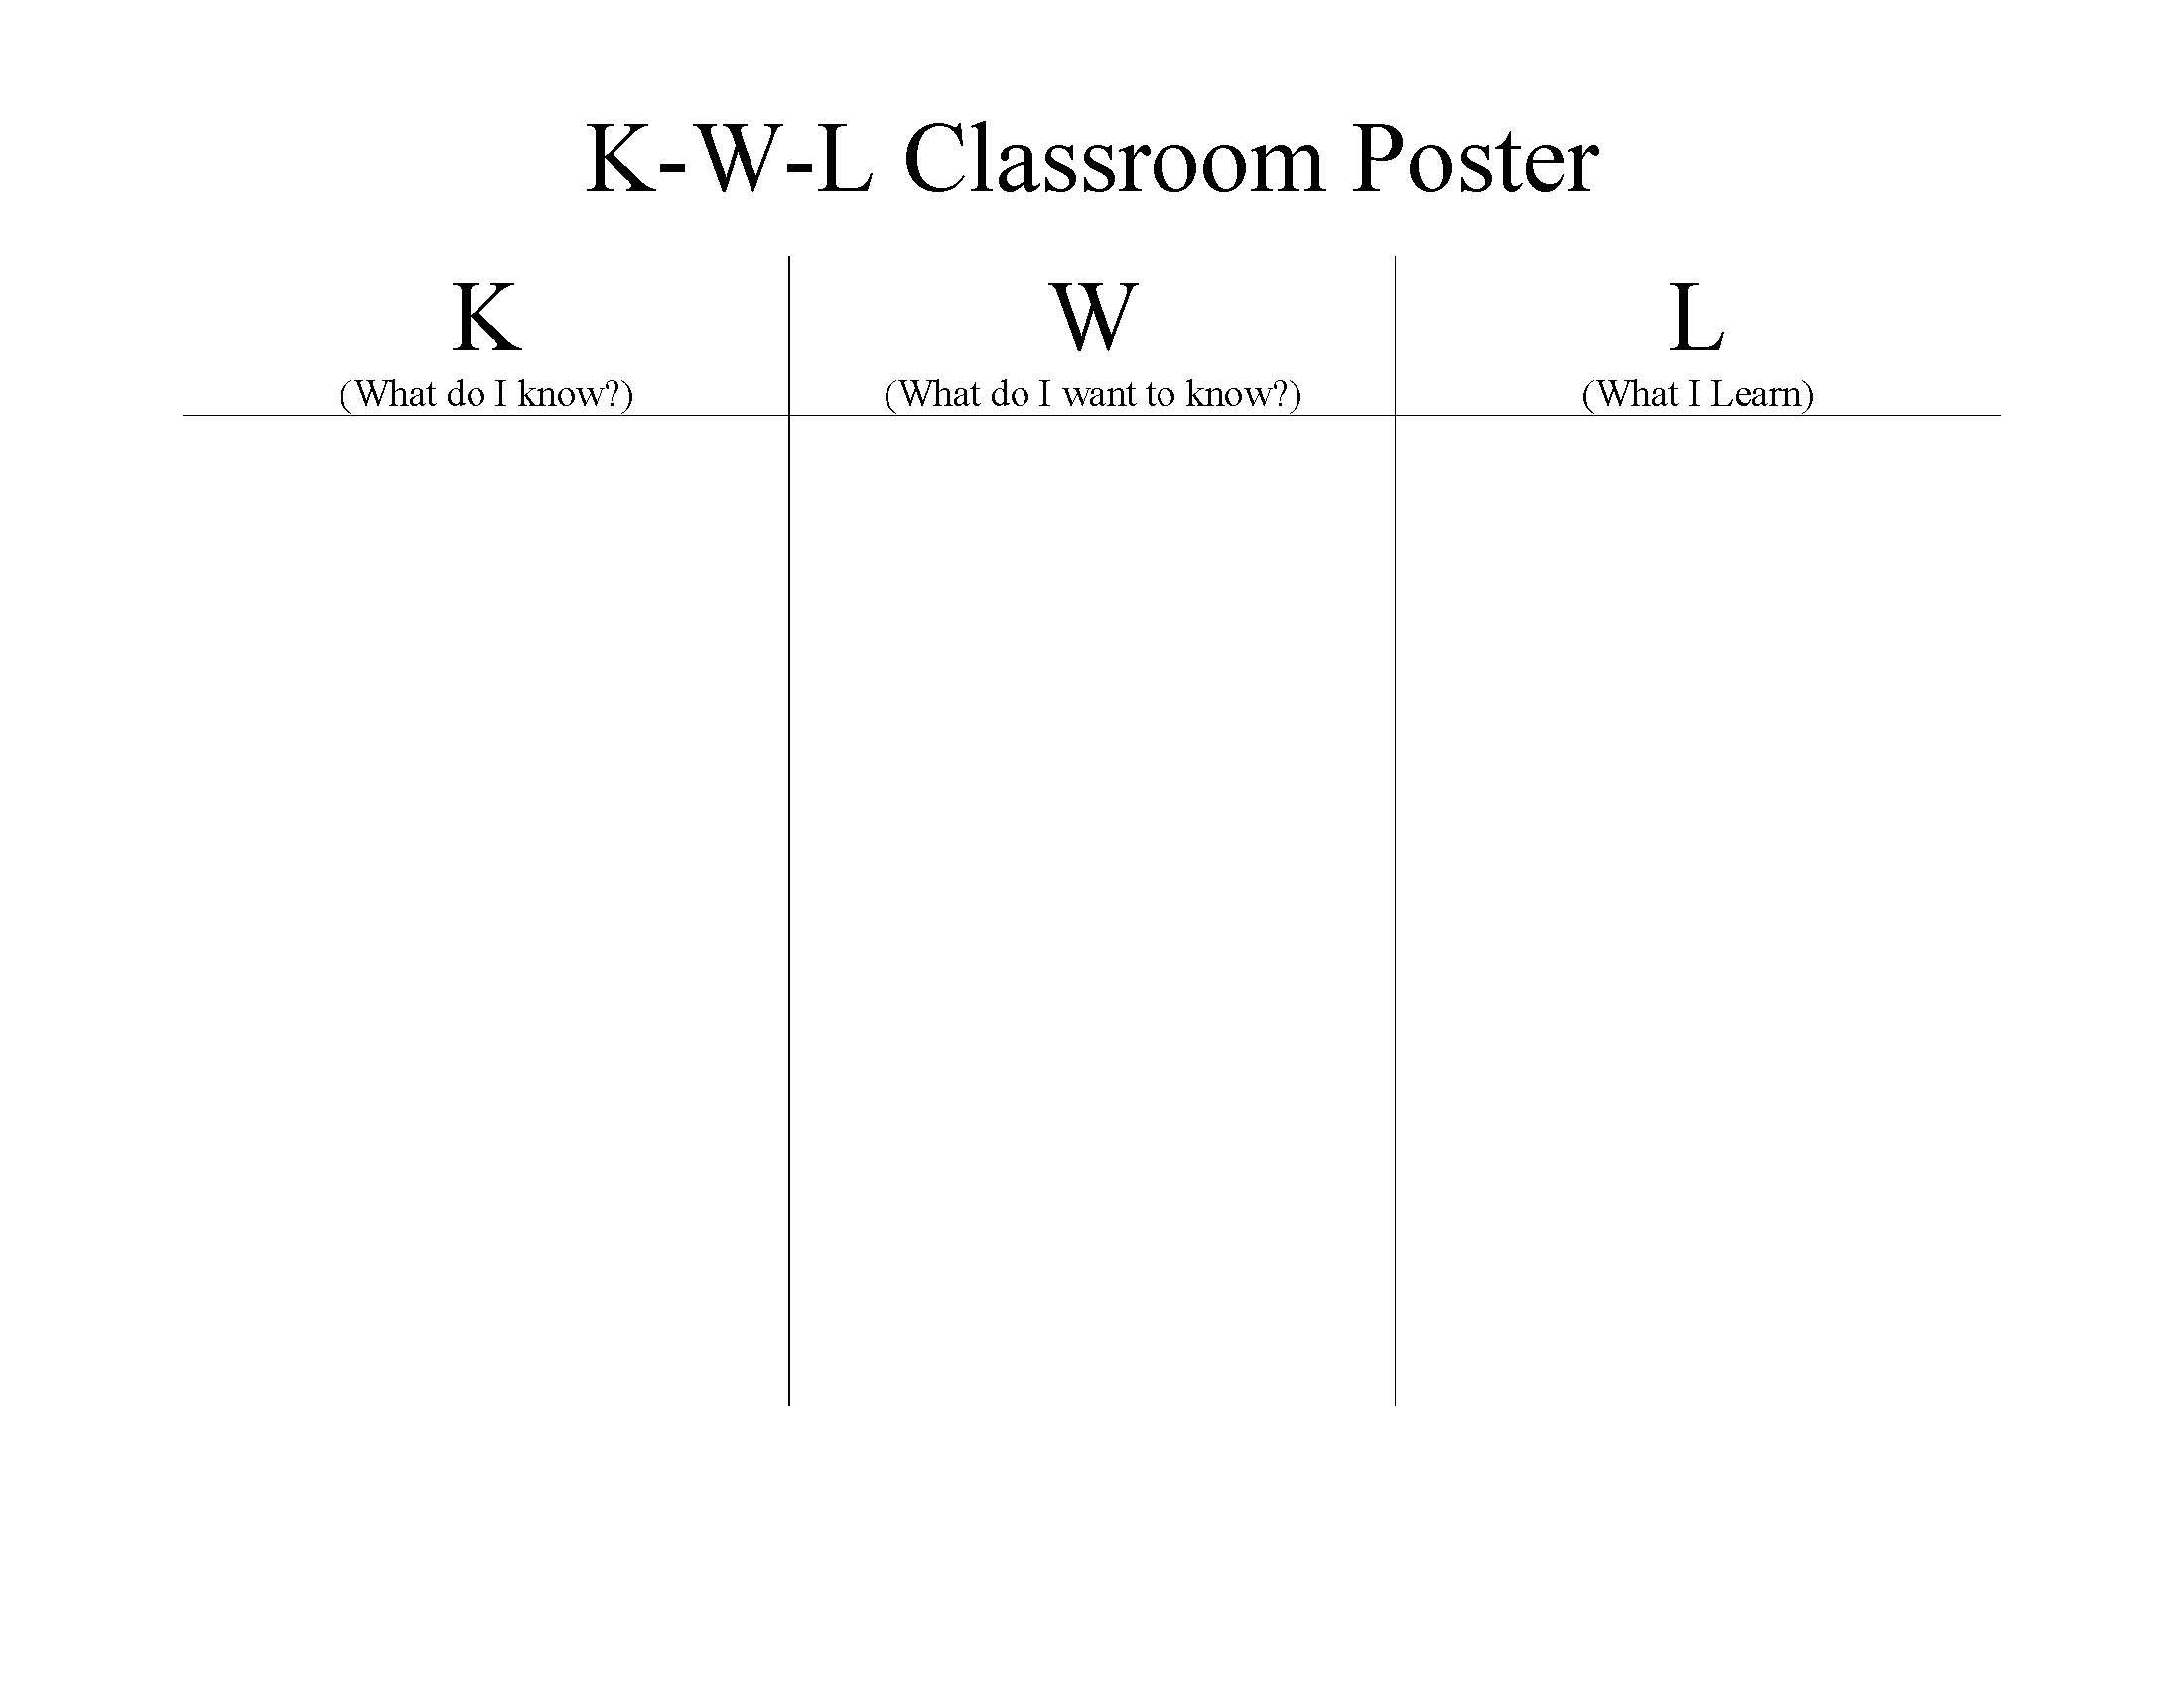 K-W-L Classroom Poster
K
(What do I know?)
W
(What do I want to know?)
L
(What I Learn)